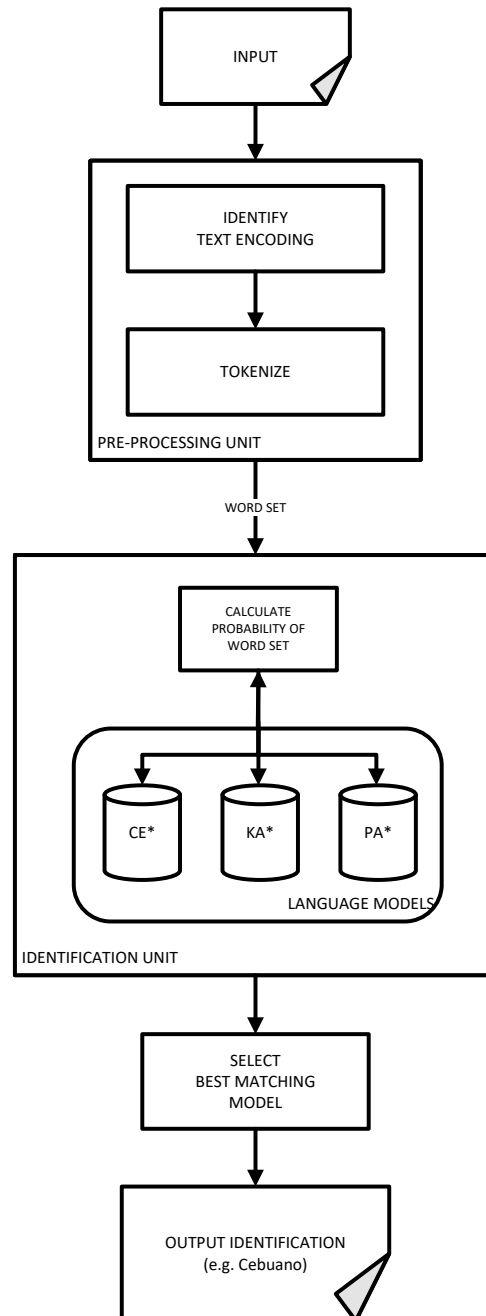 INPUT
IDENTIFY
TEXT ENCODING
TOKENIZE
PRE-PROCESSING UNIT
WORD SET
CALCULATE
PROBABILITY OF
WORD SET
CE*
KA*
PA*
LANGUAGE MODELS
IDENTIFICATION UNIT
SELECT
BEST MATCHING
MODEL
OUTPUT IDENTIFICATION
(e.g. Cebuano)